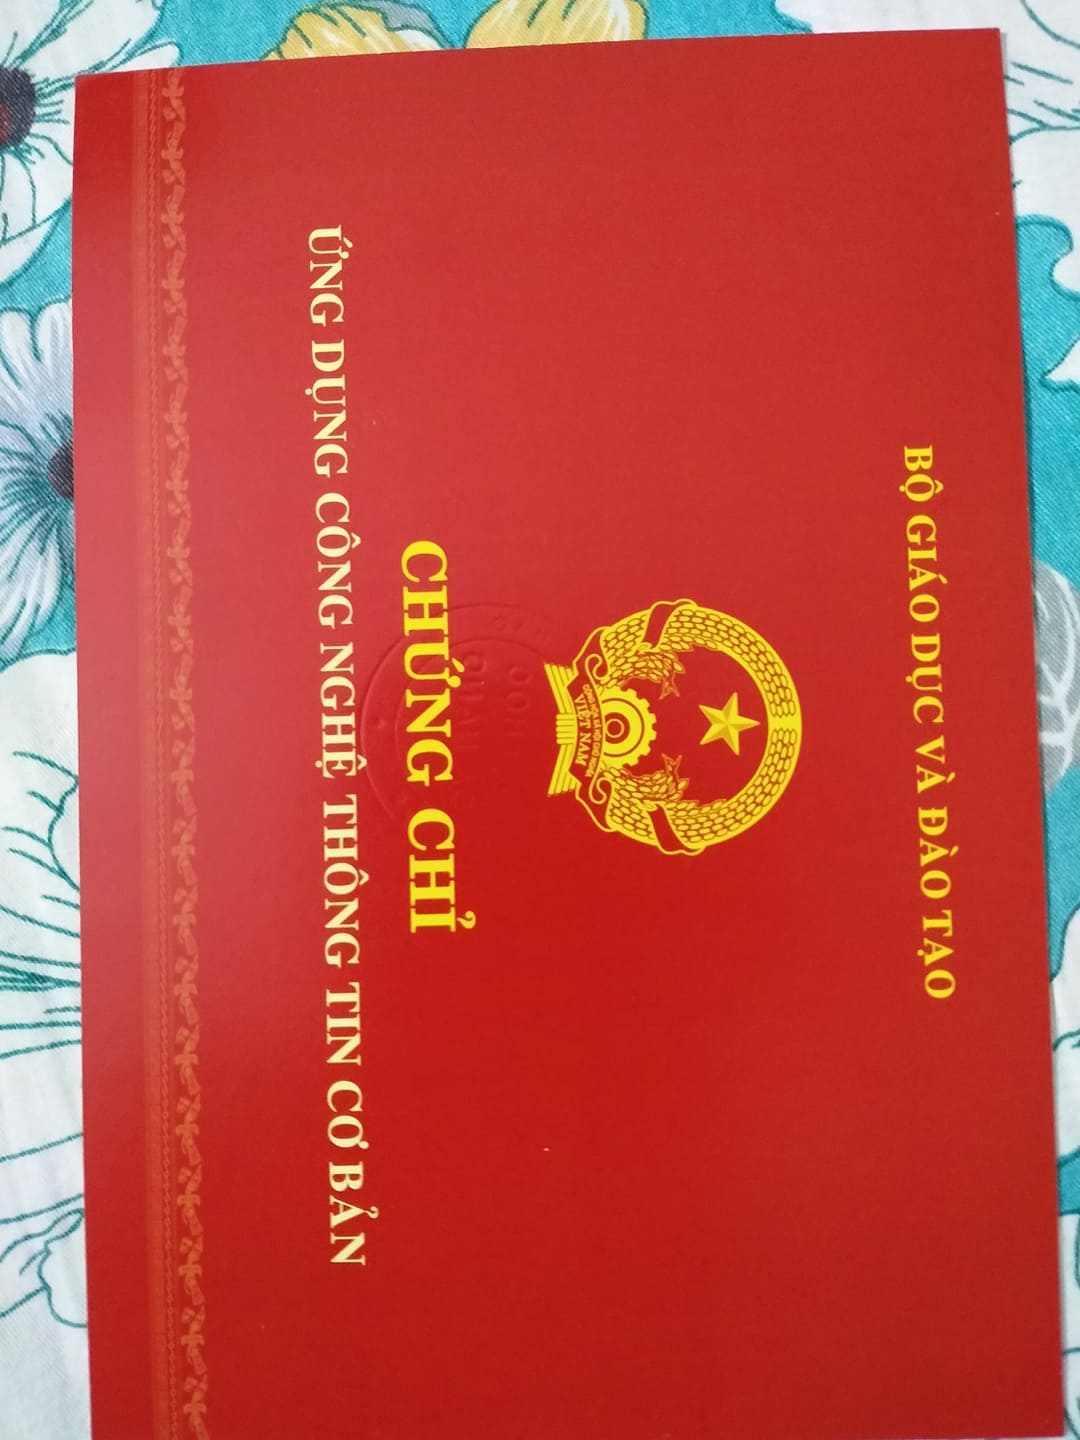 BỘ GIÁO DỤC VÀ ĐÀO TẠO
VIỆT NAM
CHỨNG CHỈ
ỨNG DỤNG CÔNG NGHỆ THÔNG TIN CƠ BẢN